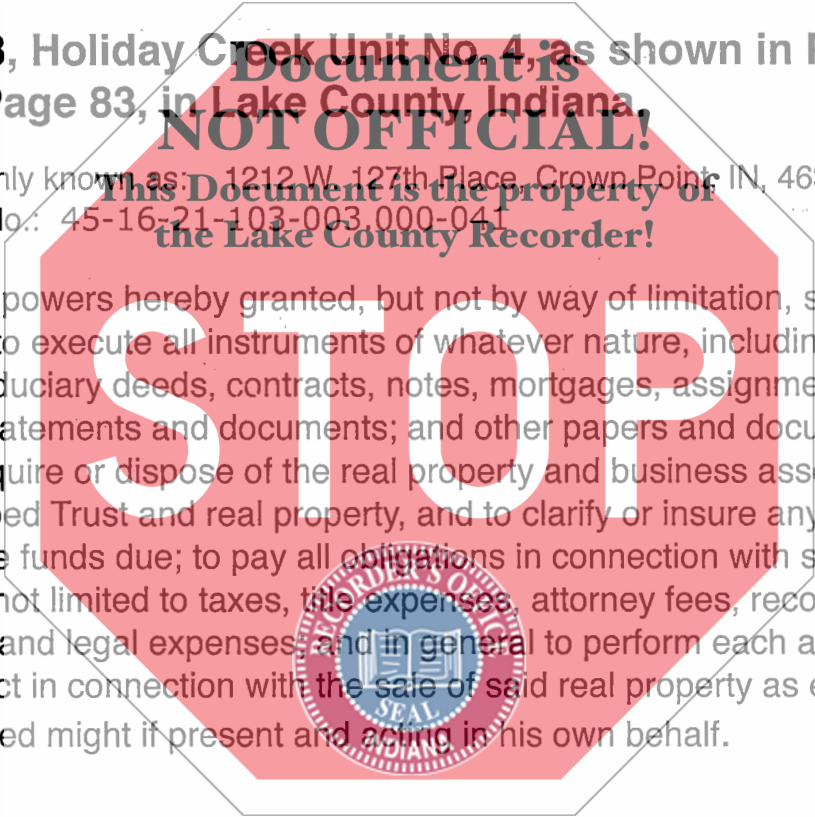 , Holiday Creek Unit No. 4, as shown in
Document is
age 83, in Lake County, Indiana.
NOT OFFICIAL!
nly known as: 1212 W. 127th Place, Crown Point, IN, 46
This Document is the property of
o.: 45-16-21-103-003.000-041
the Lake County Recorder!
powers hereby granted, but not by way of limitation, s
o execute all instruments of whatever nature, includin
duciary deeds, contracts, notes, mortgages, assignme
atements and documents; and other papers and docu
quire or dispose of the real property and business ass
ed Trust and real property, and to clarify or insure any
e funds due; to pay all obligations in connection with s
not limited to taxes, title expenses, attorney fees, reco
and legal expenses; and in general to perform each a
ct in connection with the sale of said real property as e
ed might if present and acting in his own behalf.
STOP
RECORDER'S OFFICE
SEAL
INDIANA